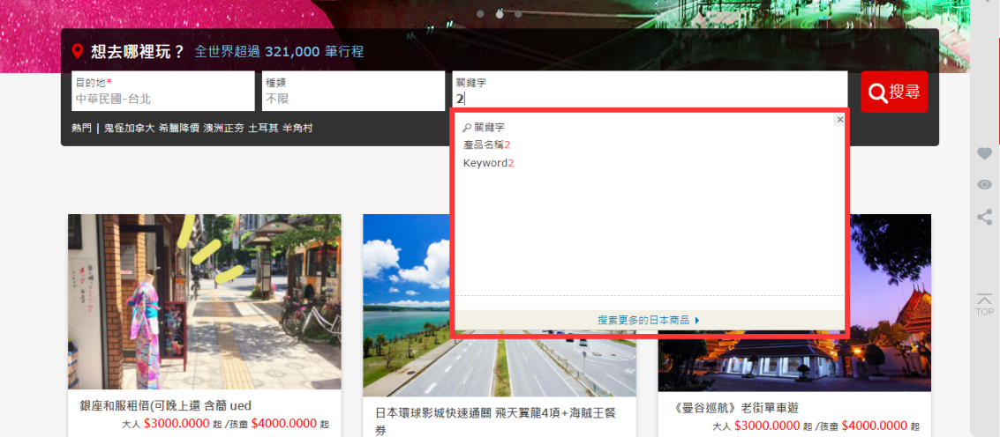 想去哪裡玩？ 全世界超過 321,000 筆行程
目的地* 種類 關鍵字
中華民國-台北 不限 2 搜尋
熱門 | 鬼怪加拿大 希臘降價 澳洲正夯 土耳其 羊角村
關鍵字
產品名稱2
Keyword2
搜索更多的日本商品
TOP
銀座和服租借(可晚上還 含簡 ued
大人 $3000.0000 起 /孩童 $4000.0000 起
日本環球影城快速通關 飛天翼龍4項+海賊王餐
券
《曼谷巡航》老街單車遊
大人 $3000.0000 起 /孩童 $4000.0000 起